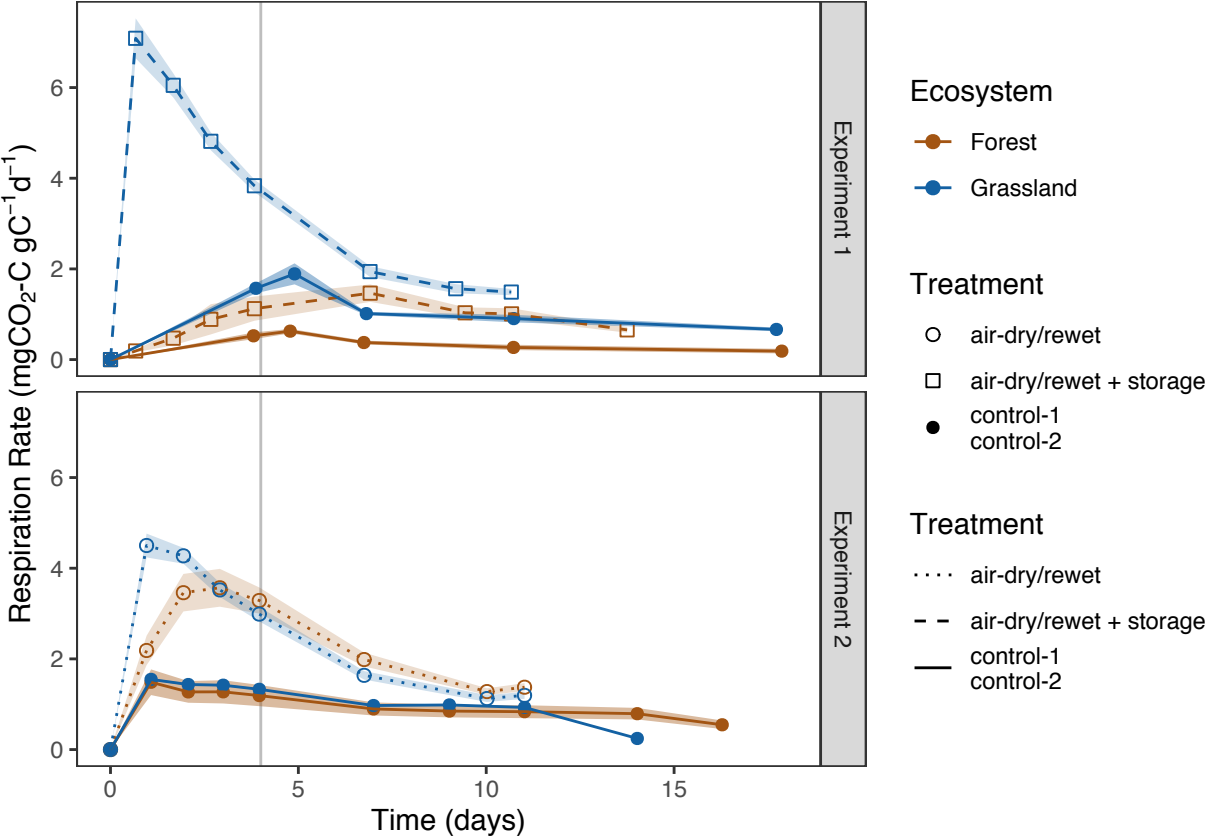 Respiration Rate (mgCO₂-C gC⁻¹d⁻¹)
6
4
2
0
Experiment 1
6
4
2
0
Experiment 2
0 5 10 15
Time (days)
Ecosystem
Forest
Grassland
Treatment
air-dry/rewet
air-dry/rewet + storage
control-1
control-2
Treatment
air-dry/rewet
air-dry/rewet + storage
control-1
control-2